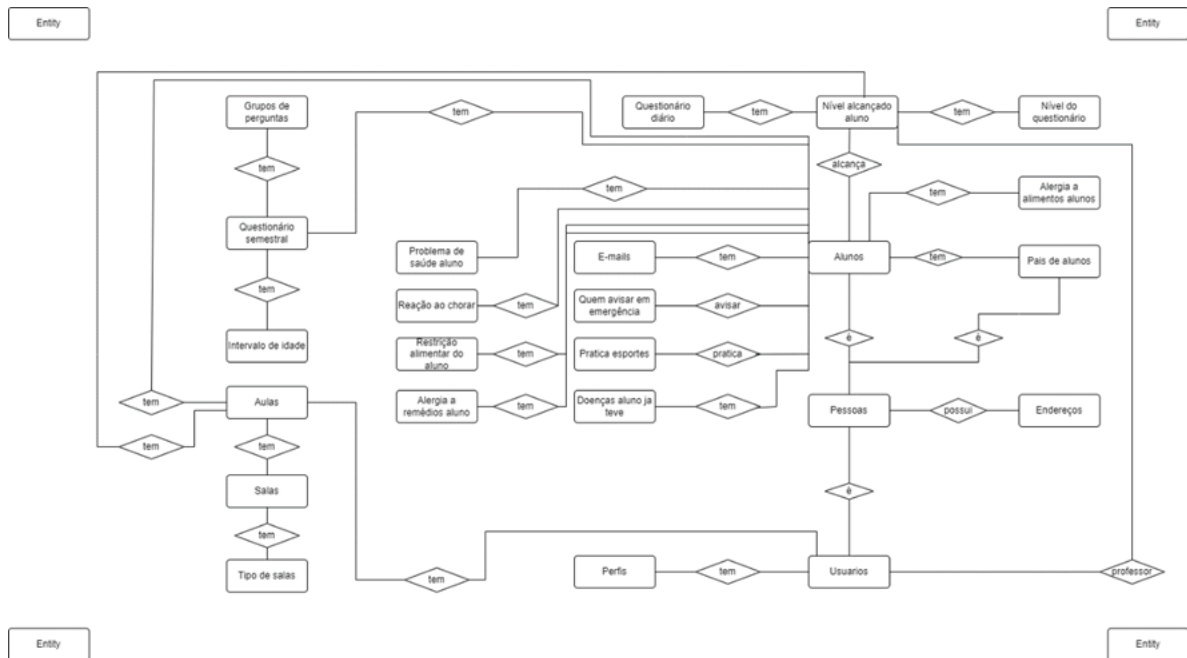 Entity
Entity
Grupos de
perguntas
tem
Questionário
diário
tem
Nível alcançado
aluno
tem
Nível do
questionário
tem
alcança
tem
tem
Alergia a
alimentos alunos
Questionário
semestral
Problema de
saúde aluno
E-mails
tem
Alunos
tem
Pais de alunos
tem
Reação ao chorar
tem
Quem avisar em
emergência
avisar
Intervalo de idade
Restrição
alimentar do
aluno
tem
Pratica esportes
pratica
è
è
tem
Aulas
Alergia a
remédios aluno
tem
Doenças aluno ja
teve
tem
Pessoas
possui
Endereços
tem
tem
Salas
è
tem
Tipo de salas
tem
Perfis
tem
Usuarios
professor
Entity
Entity